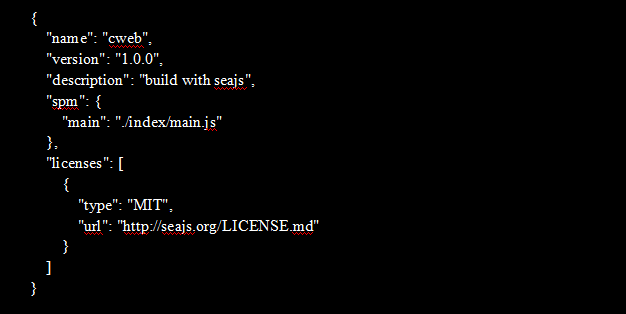 {
"name": "cweb",
"version": "1.0.0",
"description": "build with seajs",
"spm": {
"main": "./index/main.js"
},
"licenses": [
{
"type": "MIT",
"url": "http://seajs.org/LICENSE.md"
}
]
}